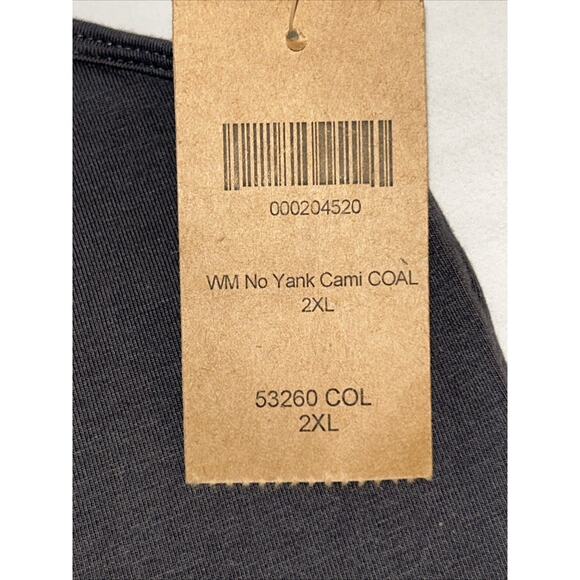 000204520
WM No Yank Cami COAL
2XL
53260 COL
2XL